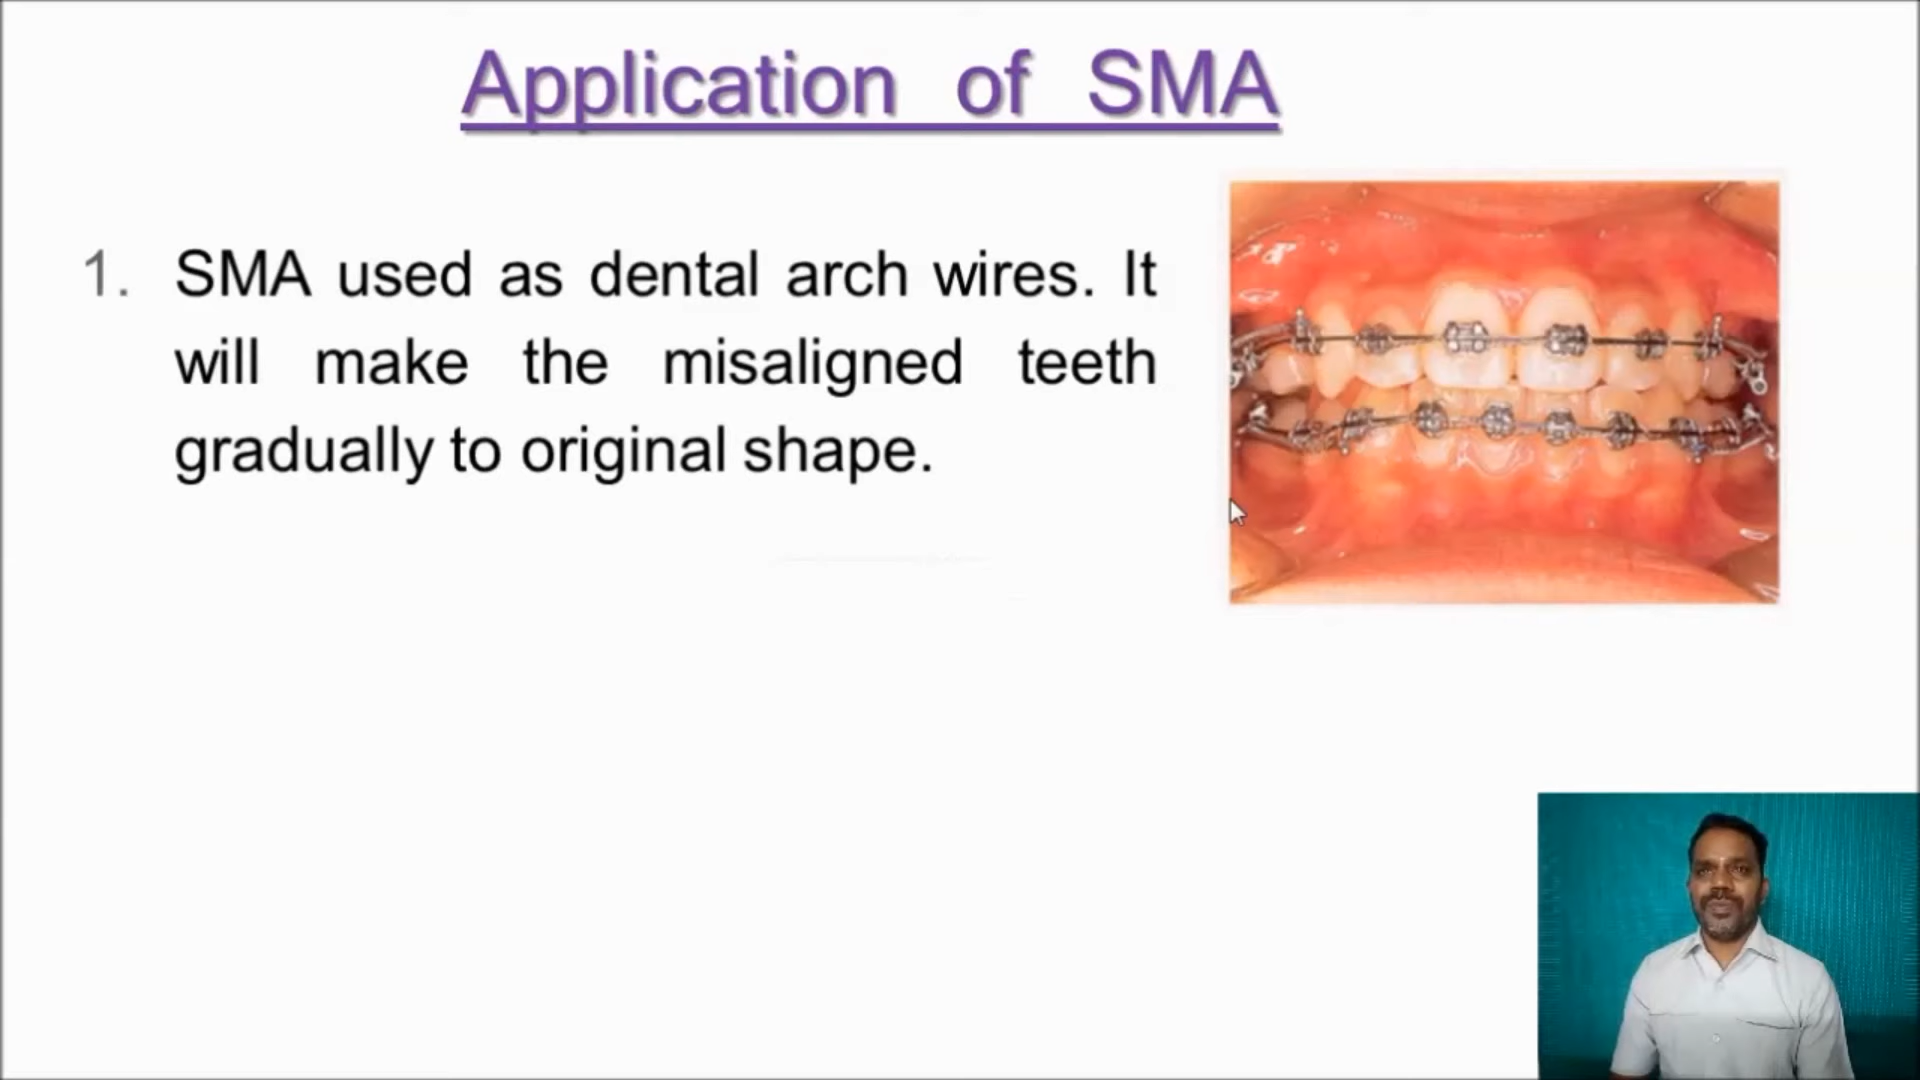 Application of SMA
1. SMA used as dental arch wires. It
will make the misaligned teeth
gradually to original shape.